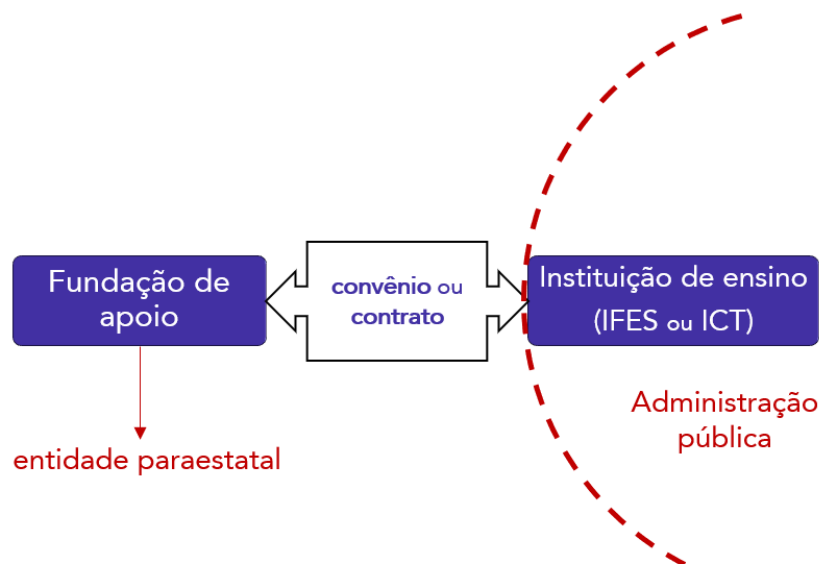 Fundação de
apoio
convênio ou
contrato
Instituição de ensino
(IFES ou ICT)
Administração
pública
entidade paraestatal